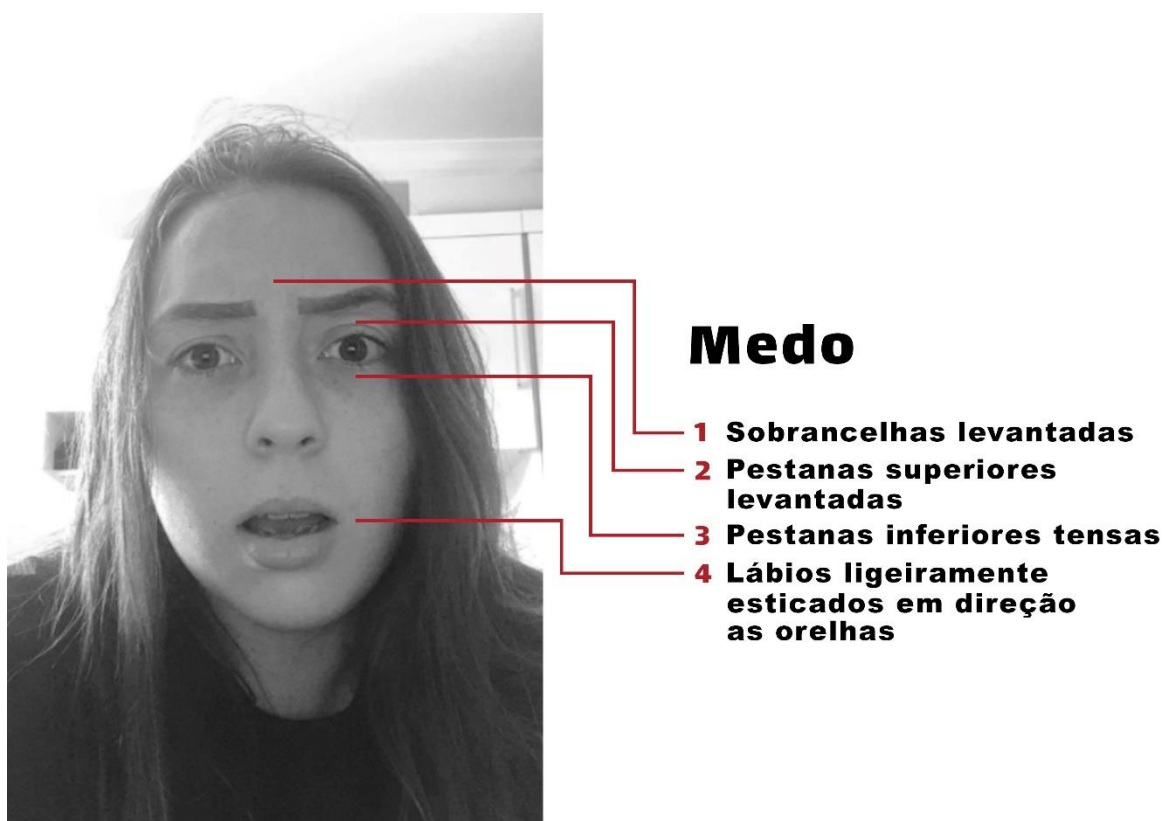 Medo
1 Sobrancelhas levantadas
2 Pestanas superiores
levantadas
3 Pestanas inferiores tensas
4 Lábios ligeiramente
esticados em direção
as orelhas